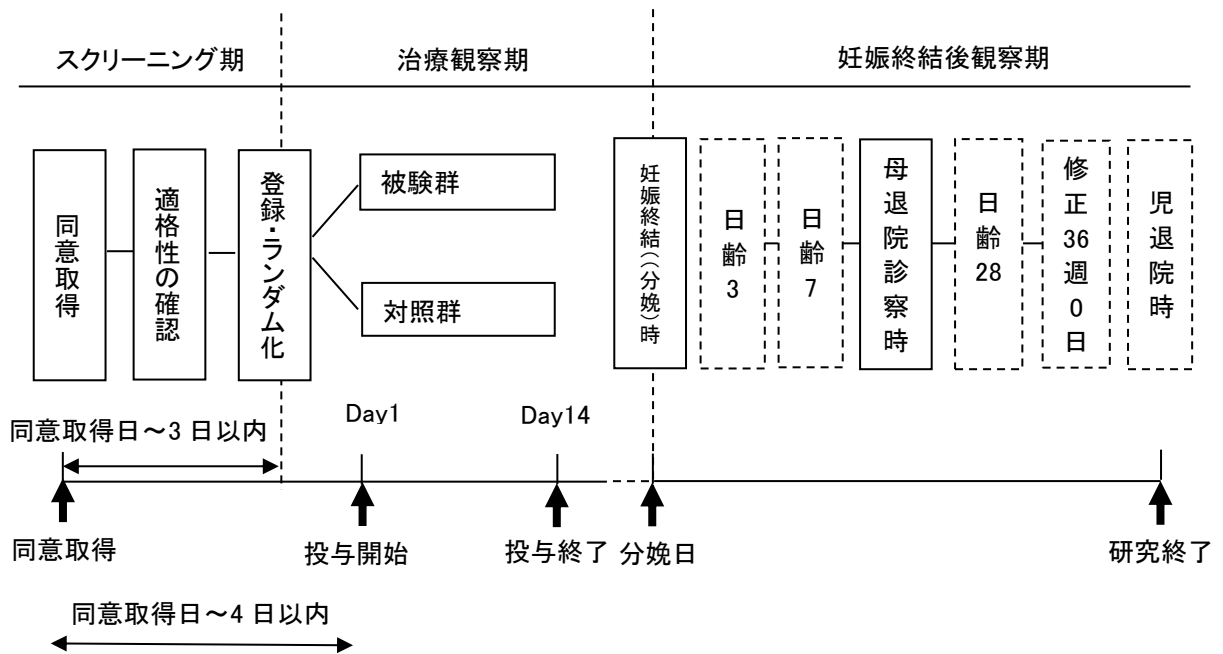 スクリーニング期
治療観察期
妊娠終結後観察期
同意取得
適格性の確認
登録・ランダム化
被験群
対照群
妊娠終結((分娩)時
日齢3
日齢7
母退院診察時
日齢28
修正36週0日
児退院時
同意取得日～3 日以内
Day1
Day14
同意取得
投与開始
投与終了
分娩日
研究終了
同意取得日～4 日以内